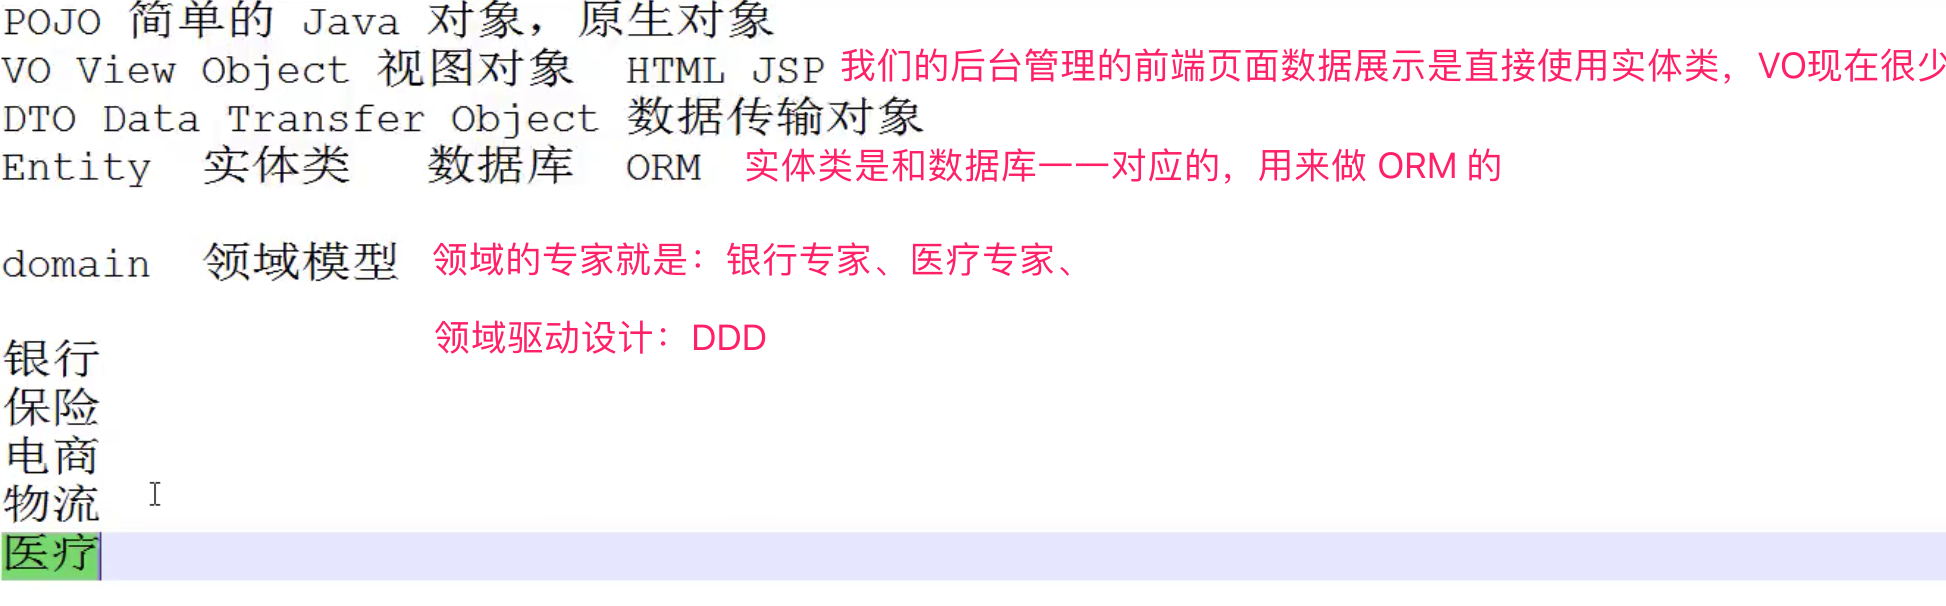 POJO 简单的 Java 对象，原生对象
VO View Object 视图对象 HTML JSP 我们的后台管理的前端页面数据展示是直接使用实体类，VO现在很少
DTO Data Transfer Object 数据传输对象
Entity 实体类 数据库 ORM 实体类是和数据库一一对应的，用来做 ORM 的
domain 领域模型 领域的专家就是：银行专家、医疗专家、
领域驱动设计：DDD
银行
保险
电商
物流
医疗